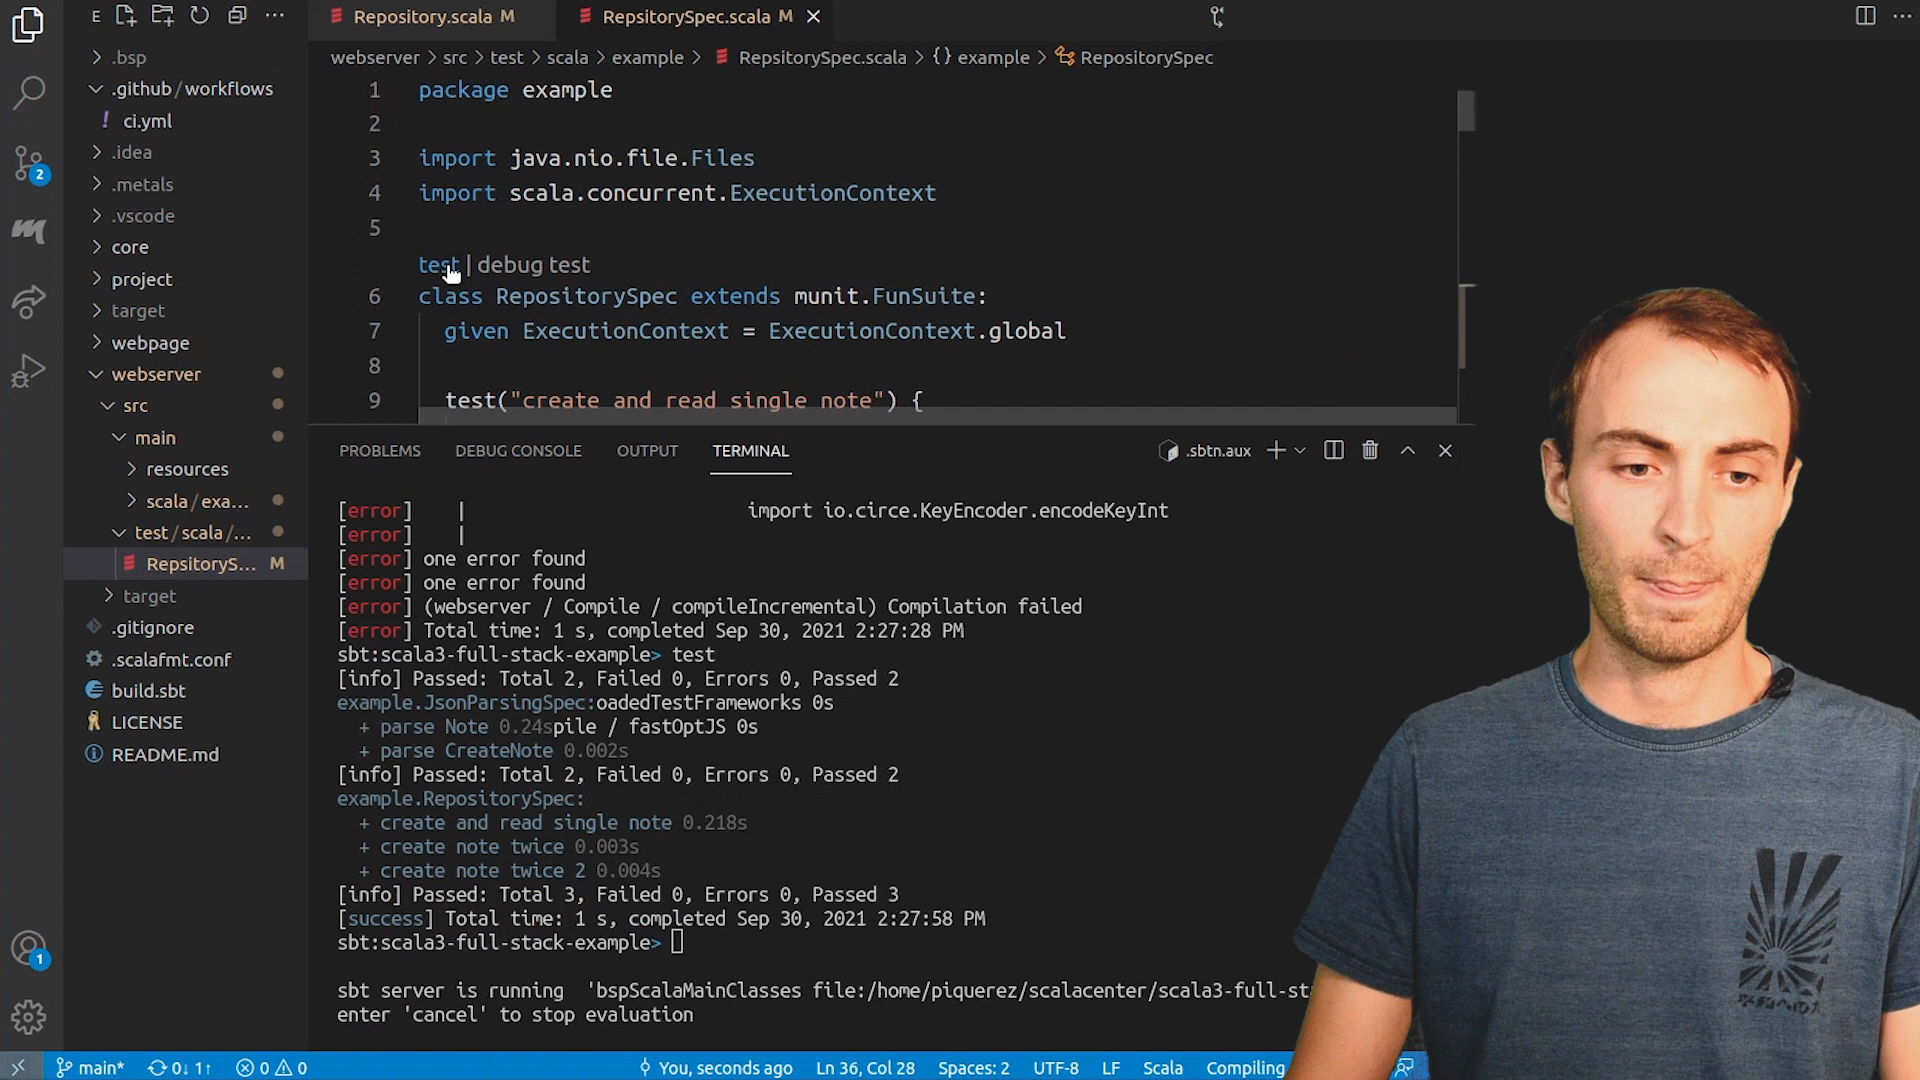 E
Repository.scala M
RepsitorySpec.scala M
webserver > src > test > scala > example > RepsitorySpec.scala > {} example > RepositorySpec
.bsp
.github/workflows
! ci.yml
.idea
.metals
.vscode
core
project
target
webpage
webserver
src
main
resources
scala/exa...
test/scala/...
RepsitoryS... M
target
.gitignore
.scalafmt.conf
build.sbt
LICENSE
README.md
2
1
1 package example
2
3 import java.nio.file.Files
4 import scala.concurrent.ExecutionContext
5
test | debug test
6 class RepositorySpec extends munit.FunSuite:
7 given ExecutionContext = ExecutionContext.global
8
9 test("create and read single note") {
PROBLEMS DEBUG CONSOLE OUTPUT TERMINAL .sbtn.aux
[error] | import io.circe.KeyEncoder.encodeKeyInt
[error] |
[error] one error found
[error] one error found
[error] (webserver / Compile / compileIncremental) Compilation failed
[error] Total time: 1 s, completed Sep 30, 2021 2:27:28 PM
sbt:scala3-full-stack-example> test
[info] Passed: Total 2, Failed 0, Errors 0, Passed 2
example.JsonParsingSpec:oadedTestFrameworks 0s
+ parse Note 0.24spile / fastOptJS 0s
+ parse CreateNote 0.002s
[info] Passed: Total 2, Failed 0, Errors 0, Passed 2
example.RepositorySpec:
+ create and read single note 0.218s
+ create note twice 0.003s
+ create note twice 2 0.004s
[info] Passed: Total 3, Failed 0, Errors 0, Passed 3
[success] Total time: 1 s, completed Sep 30, 2021 2:27:58 PM
sbt:scala3-full-stack-example>
sbt server is running 'bspScalaMainClasses file:/home/piquerez/scalacenter/scala3-full-st
enter 'cancel' to stop evaluation
main* 0↓ 1↑ 0 0 You, seconds ago Ln 36, Col 28 Spaces: 2 UTF-8 LF Scala Compiling